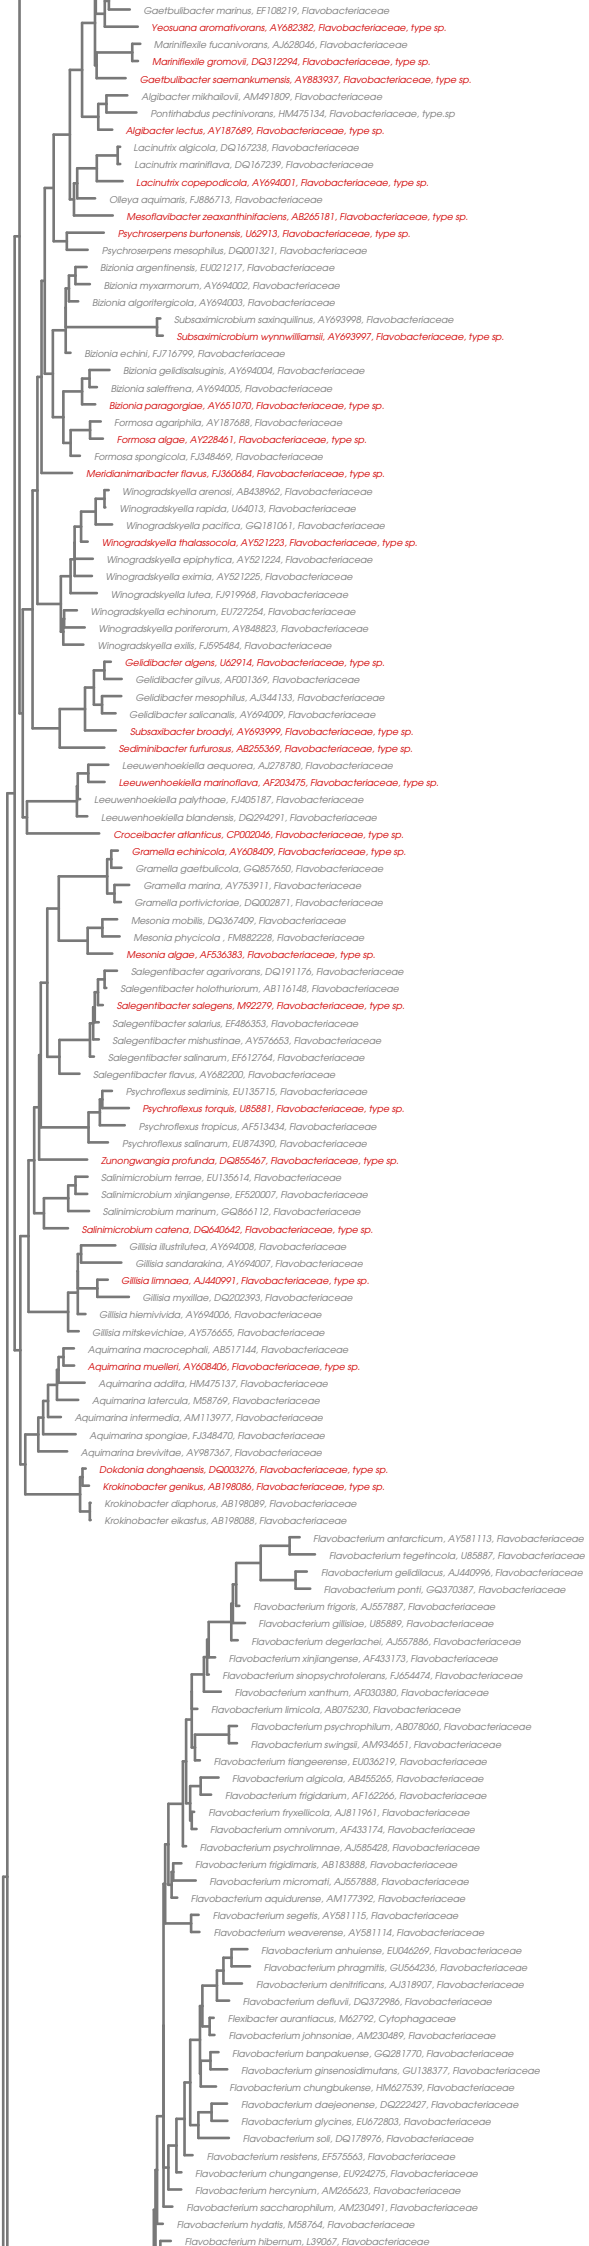 Gaetbulibacter marinus, EF108219, Flavobacteriaceae
Yeosuana aromativorans, AY682382, Flavobacteriaceae, type sp.
Mariniflexile fucanivorans, AJ628046, Flavobacteriaceae
Mariniflexile gromovii, DQ312294, Flavobacteriaceae, type sp.
Gaetbulibacter saemankumensis, AY883937, Flavobacteriaceae, type sp.
Algibacter mikhailovii, AM491809, Flavobacteriaceae
Pontirhabdus pectinivorans, HM475134, Flavobacteriaceae, type.sp
Algibacter lectus, AY187689, Flavobacteriaceae, type sp.
Lacinutrix algicola, DQ167238, Flavobacteriaceae
Lacinutrix mariniflava, DQ167239, Flavobacteriaceae
Lacinutrix copepodicola, AY694001, Flavobacteriaceae, type sp.
Olleya aquimaris, FJ886713, Flavobacteriaceae
Mesoflavibacter zeaxanthinifaciens, AB265181, Flavobacteriaceae, type sp.
Psychroserpens burtonensis, U62913, Flavobacteriaceae, type sp.
Psychroserpens mesophilus, DQ001321, Flavobacteriaceae
Bizionia argentinensis, EU021217, Flavobacteriaceae
Bizionia myxarmorum, AY694002, Flavobacteriaceae
Bizionia algoritergicola, AY694003, Flavobacteriaceae
Subsaximicrobium saxinquilinus, AY693998, Flavobacteriaceae
Subsaximicrobium wynnwilliamsii, AY693997, Flavobacteriaceae, type sp.
Bizionia echini, FJ716799, Flavobacteriaceae
Bizionia gelidisalsuginis, AY694004, Flavobacteriaceae
Bizionia saleffrena, AY694005, Flavobacteriaceae
Bizionia paragorgiae, AY651070, Flavobacteriaceae, type sp.
Formosa agariphila, AY187688, Flavobacteriaceae
Formosa algae, AY228461, Flavobacteriaceae, type sp.
Formosa spongicola, FJ348469, Flavobacteriaceae
Meridianimaribacter flavus, FJ360684, Flavobacteriaceae, type sp.
Winogradskyella arenosi, AB438962, Flavobacteriaceae
Winogradskyella rapida, U64013, Flavobacteriaceae
Winogradskyella pacifica, GQ181061, Flavobacteriaceae
Winogradskyella thalassocola, AY521223, Flavobacteriaceae, type sp.
Winogradskyella epiphytica, AY521224, Flavobacteriaceae
Winogradskyella eximia, AY521225, Flavobacteriaceae
Winogradskyella lutea, FJ919968, Flavobacteriaceae
Winogradskyella echinorum, EU727254, Flavobacteriaceae
Winogradskyella poriferorum, AY848823, Flavobacteriaceae
Winogradskyella exilis, FJ595484, Flavobacteriaceae
Gelidibacter algens, U62914, Flavobacteriaceae, type sp.
Gelidibacter gilvus, AF001369, Flavobacteriaceae
Gelidibacter mesophilus, AJ344133, Flavobacteriaceae
Gelidibacter salicanalis, AY694009, Flavobacteriaceae
Subsaxibacter broadyi, AY693999, Flavobacteriaceae, type sp.
Sediminibacter furfurosus, AB255369, Flavobacteriaceae, type sp.
Leeuwenhoekiella aequorea, AJ278780, Flavobacteriaceae
Leeuwenhoekiella marinoflava, AF203475, Flavobacteriaceae, type sp.
Leeuwenhoekiella palythoae, FJ405187, Flavobacteriaceae
Leeuwenhoekiella blandensis, DQ294291, Flavobacteriaceae
Croceibacter atlanticus, CP002046, Flavobacteriaceae, type sp.
Gramella echinicola, AY608409, Flavobacteriaceae, type sp.
Gramella gaetbulicola, GQ857650, Flavobacteriaceae
Gramella marina, AY753911, Flavobacteriaceae
Gramella portivictoriae, DQ002871, Flavobacteriaceae
Mesonia mobilis, DQ367409, Flavobacteriaceae
Mesonia phycicola , FM882228, Flavobacteriaceae
Mesonia algae, AF536383, Flavobacteriaceae, type sp.
Salegentibacter agarivorans, DQ191176, Flavobacteriaceae
Salegentibacter holothuriorum, AB116148, Flavobacteriaceae
Salegentibacter salegens, M92279, Flavobacteriaceae, type sp.
Salegentibacter salarius, EF486353, Flavobacteriaceae
Salegentibacter mishustinae, AY576653, Flavobacteriaceae
Salegentibacter salinarum, EF612764, Flavobacteriaceae
Salegentibacter flavus, AY682200, Flavobacteriaceae
Psychroflexus sediminis, EU135715, Flavobacteriaceae
Psychroflexus torquis, U85881, Flavobacteriaceae, type sp.
Psychroflexus tropicus, AF513434, Flavobacteriaceae
Psychroflexus salinarum, EU874390, Flavobacteriaceae
Zunongwangia profunda, DQ855467, Flavobacteriaceae, type sp.
Salinimicrobium terrae, EU135614, Flavobacteriaceae
Salinimicrobium xinjiangense, EF520007, Flavobacteriaceae
Salinimicrobium marinum, GQ866112, Flavobacteriaceae
Salinimicrobium catena, DQ640642, Flavobacteriaceae, type sp.
Gillisia illustrilutea, AY694008, Flavobacteriaceae
Gillisia sandarakina, AY694007, Flavobacteriaceae
Gillisia limnaea, AJ440991, Flavobacteriaceae, type sp.
Gillisia myxillae, DQ202393, Flavobacteriaceae
Gillisia hiemivivida, AY694006, Flavobacteriaceae
Gillisia mitskevichiae, AY576655, Flavobacteriaceae
Aquimarina macrocephali, AB517144, Flavobacteriaceae
Aquimarina muelleri, AY608406, Flavobacteriaceae, type sp.
Aquimarina addita, HM475137, Flavobacteriaceae
Aquimarina latercula, M58769, Flavobacteriaceae
Aquimarina intermedia, AM113977, Flavobacteriaceae
Aquimarina spongiae, FJ348470, Flavobacteriaceae
Aquimarina brevivitae, AY987367, Flavobacteriaceae
Dokdonia donghaensis, DQ003276, Flavobacteriaceae, type sp.
Krokinobacter genikus, AB198086, Flavobacteriaceae, type sp.
Krokinobacter diaphorus, AB198089, Flavobacteriaceae
Krokinobacter eikastus, AB198088, Flavobacteriaceae
Flavobacterium antarcticum, AY581113, Flavobacteriaceae
Flavobacterium tegetincola, U85887, Flavobacteriaceae
Flavobacterium gelidilacus, AJ440996, Flavobacteriaceae
Flavobacterium ponti, GQ370387, Flavobacteriaceae
Flavobacterium frigoris, AJ557887, Flavobacteriaceae
Flavobacterium gillisiae, U85889, Flavobacteriaceae
Flavobacterium degerlachei, AJ557886, Flavobacteriaceae
Flavobacterium xinjiangense, AF433173, Flavobacteriaceae
Flavobacterium sinopsychrotolerans, FJ654474, Flavobacteriaceae
Flavobacterium xanthum, AF030380, Flavobacteriaceae
Flavobacterium limicola, AB075230, Flavobacteriaceae
Flavobacterium psychrophilum, AB078060, Flavobacteriaceae
Flavobacterium swingsii, AM934651, Flavobacteriaceae
Flavobacterium tiangeerense, EU036219, Flavobacteriaceae
Flavobacterium algicola, AB455265, Flavobacteriaceae
Flavobacterium frigidarium, AF162266, Flavobacteriaceae
Flavobacterium fryxellicola, AJ811961, Flavobacteriaceae
Flavobacterium omnivorum, AF433174, Flavobacteriaceae
Flavobacterium psychrolimnae, AJ585428, Flavobacteriaceae
Flavobacterium frigidimaris, AB183888, Flavobacteriaceae
Flavobacterium micromati, AJ557888, Flavobacteriaceae
Flavobacterium aquidurense, AM177392, Flavobacteriaceae
Flavobacterium segetis, AY581115, Flavobacteriaceae
Flavobacterium weaverense, AY581114, Flavobacteriaceae
Flavobacterium anhuiense, EU046269, Flavobacteriaceae
Flavobacterium phragmitis, GU564236, Flavobacteriaceae
Flavobacterium denitrificans, AJ318907, Flavobacteriaceae
Flavobacterium defluvii, DQ372986, Flavobacteriaceae
Flexibacter aurantiacus, M62792, Cytophagaceae
Flavobacterium johnsoniae, AM230489, Flavobacteriaceae
Flavobacterium banpakuense, GQ281770, Flavobacteriaceae
Flavobacterium ginsenosidimutans, GU138377, Flavobacteriaceae
Flavobacterium chungbukense, HM627539, Flavobacteriaceae
Flavobacterium daejeonense, DQ222427, Flavobacteriaceae
Flavobacterium glycines, EU672803, Flavobacteriaceae
Flavobacterium soli, DQ178976, Flavobacteriaceae
Flavobacterium resistens, EF575563, Flavobacteriaceae
Flavobacterium chungangense, EU924275, Flavobacteriaceae
Flavobacterium hercynium, AM265623, Flavobacteriaceae
Flavobacterium saccharophilum, AM230491, Flavobacteriaceae
Flavobacterium hydatis, M58764, Flavobacteriaceae
Flavobacterium hibernum, L39067, Flavobacteriaceae